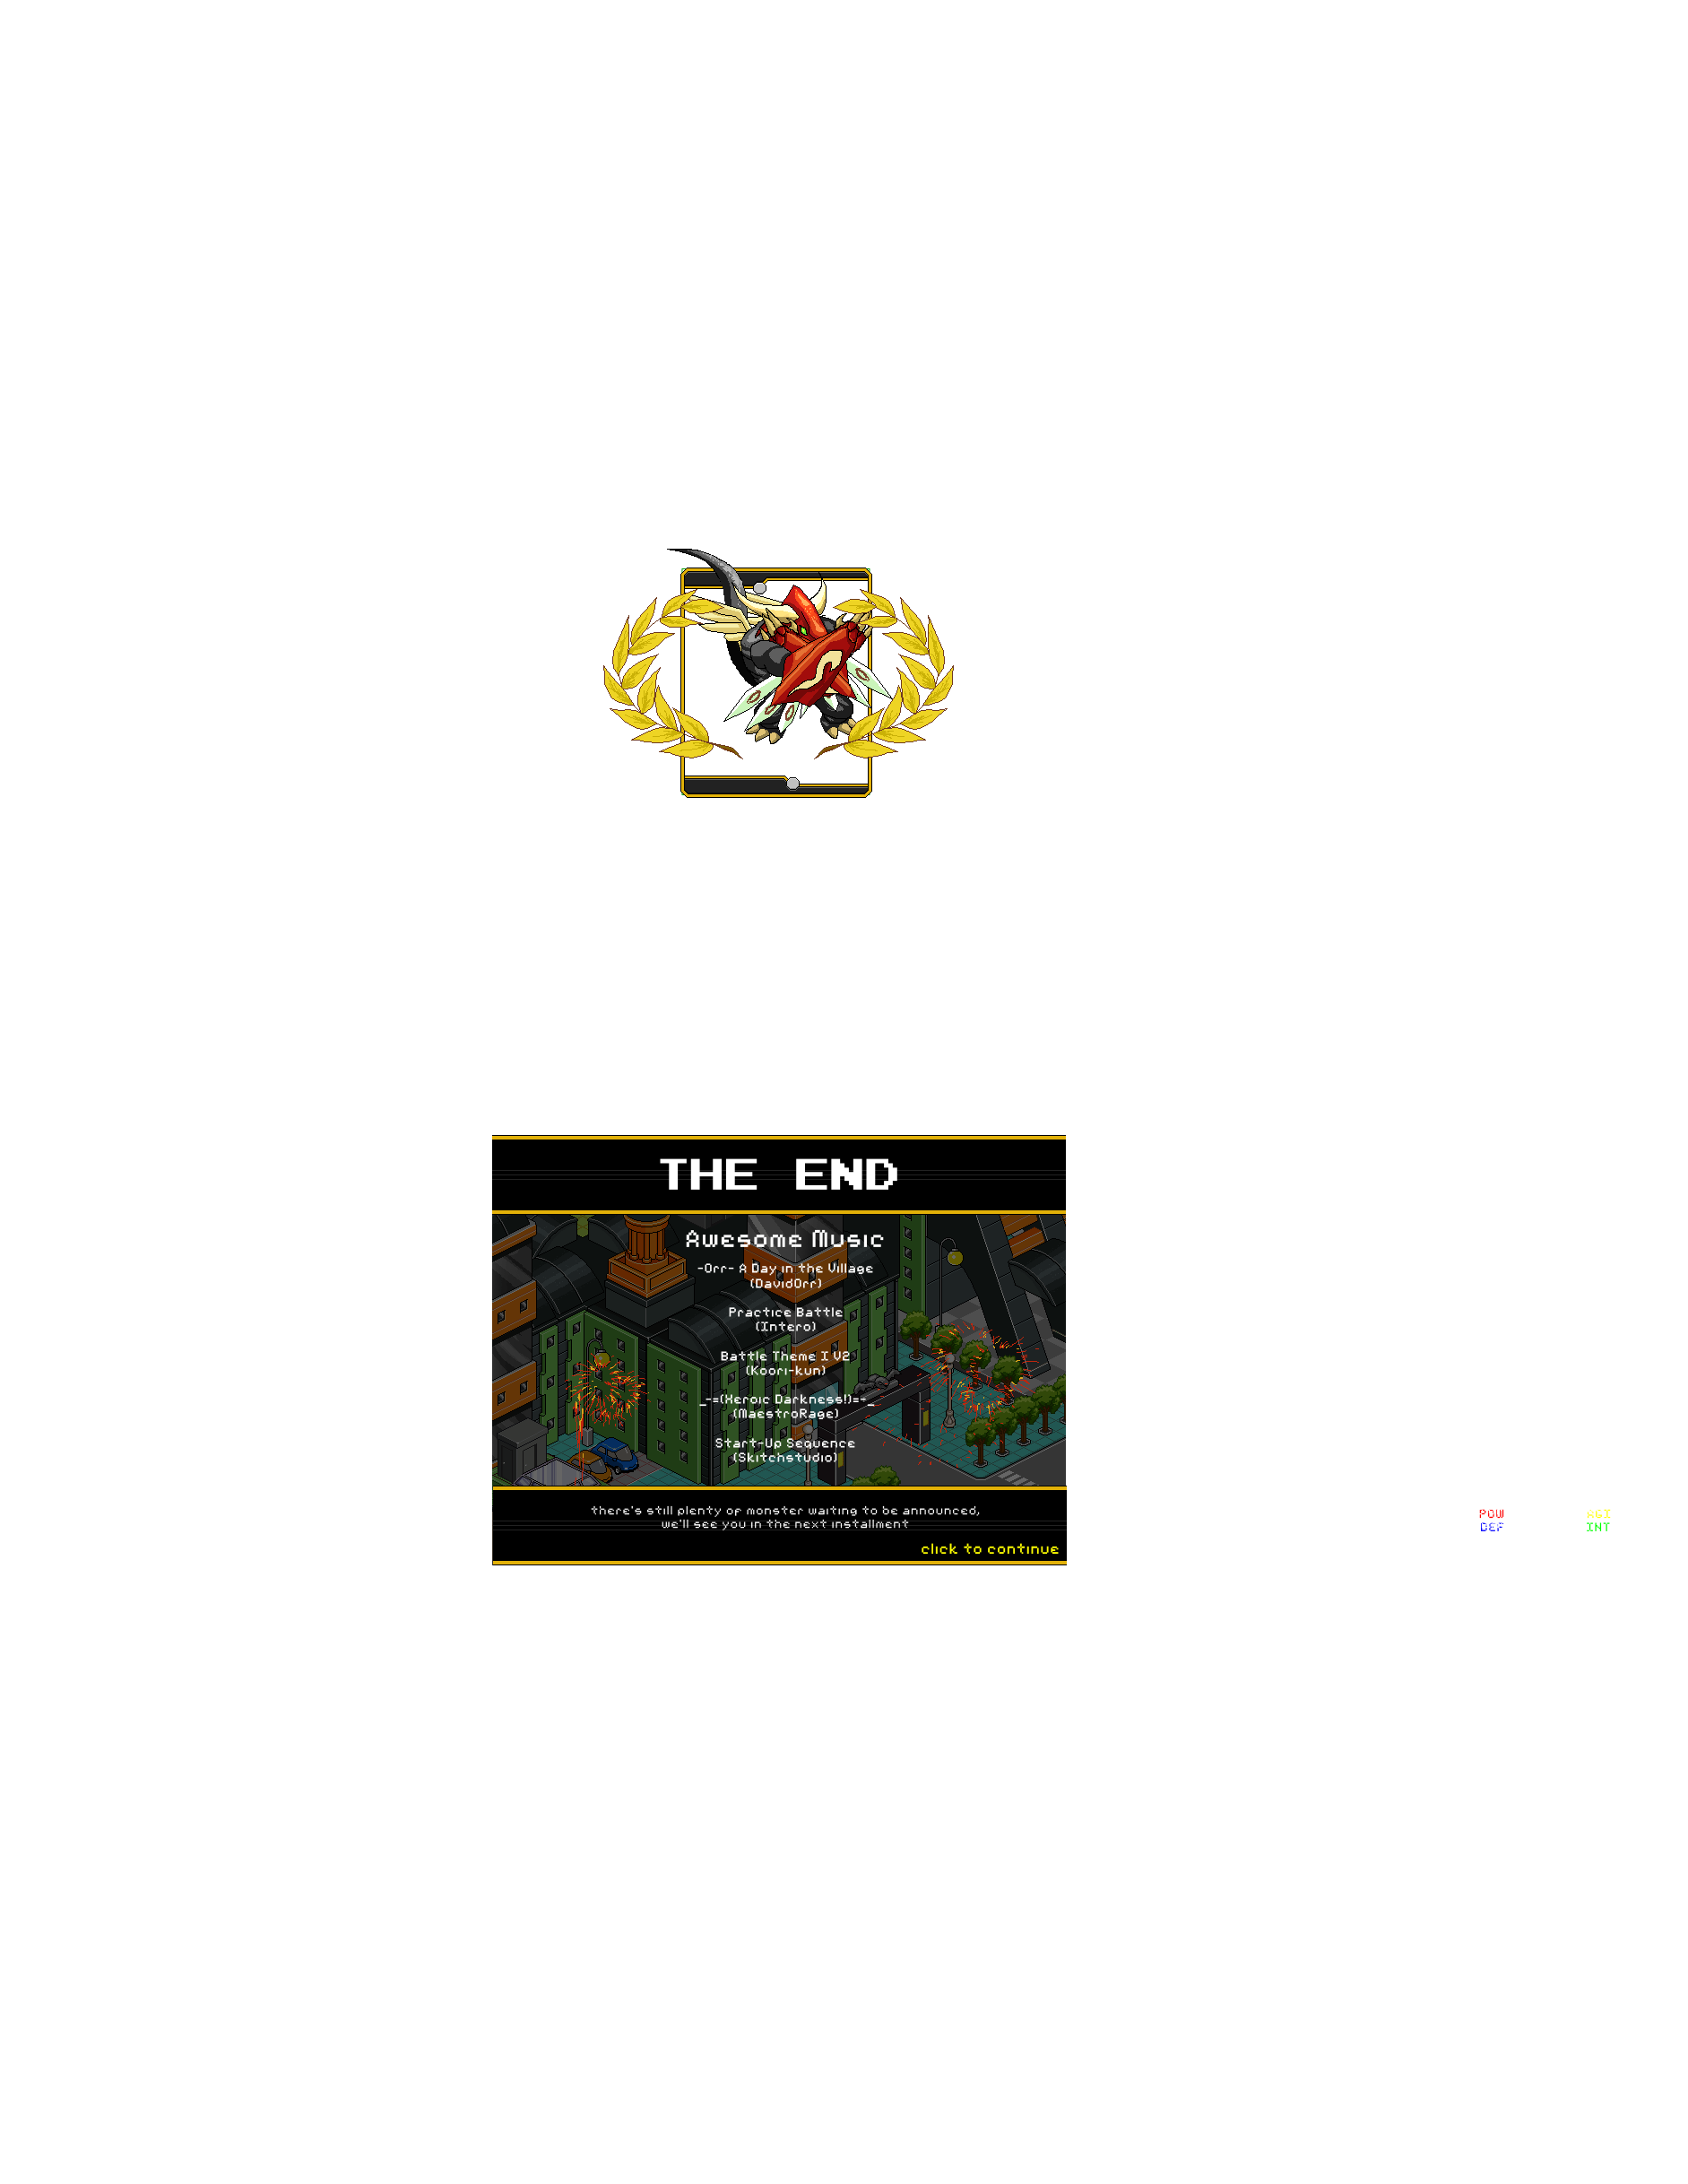 THE END
Awesome Music
-Orr- A Day in the Village
(DavidOrr)
Practice Battle
(Intero)
Battle Theme I V2
(Koori-kun)
_-=(Xeroic Darkness!)=-_
(MaestroRage)
Start-Up Sequence
(Skitchstudio)
there's still plenty of monster waiting to be announced,
we'll see you in the next installment
click to continue
POW AGI
DEF INT